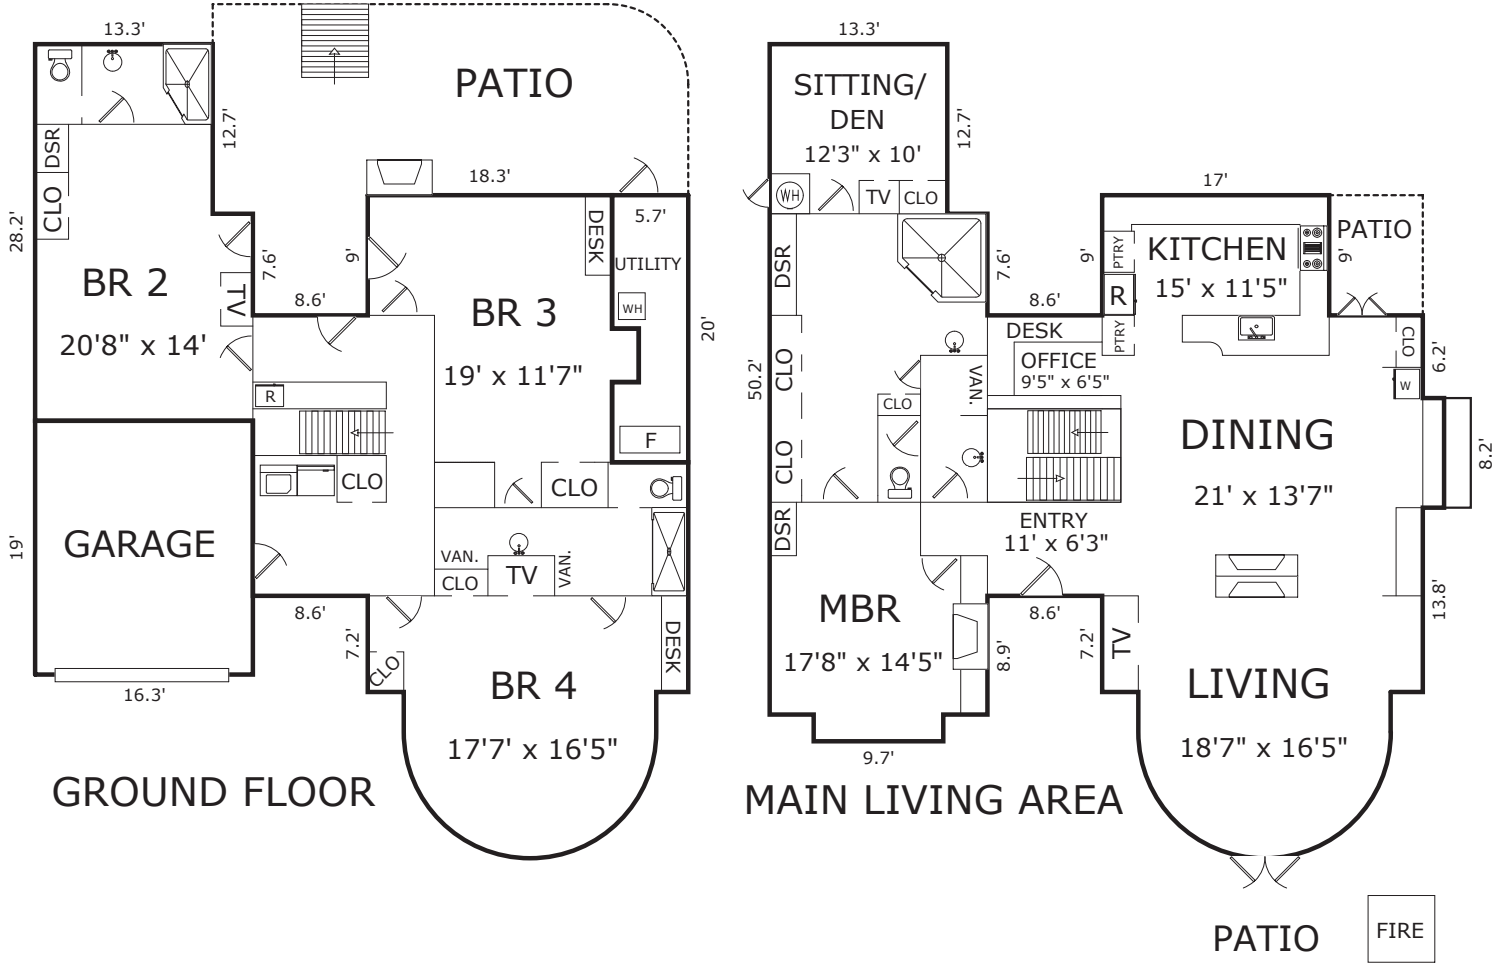 13.3'
PATIO
12.7'
DSR
CLO
28.2'
BR 2
20'8" x 14'
TV
7.6'
8.6'
9'
18.3'
DESK
5.7'
UTILITY
WH
BR 3
19' x 11'7"
20'
F
R
CLO
CLO
GARAGE
19'
VAN.
CLO
TV
VAN.
8.6'
7.2'
CLO
DESK
BR 4
17'7' x 16'5"
16.3'
GROUND FLOOR
13.3'
SITTING/
DEN
12'3" x 10'
12.7'
WH
TV
CLO
DSR
7.6'
8.6'
9'
17'
PTRY
KITCHEN
15' x 11'5"
R
PTRY
PATIO
9'
DESK
OFFICE
9'5" x 6'5"
VAN.
CLO
CLO
CLO
50.2'
CLO
W
6.2'
DINING
21' x 13'7"
8.2'
DSR
ENTRY
11' x 6'3"
MBR
17'8" x 14'5"
8.6'
8.9'
7.2'
TV
13.8'
LIVING
18'7" x 16'5"
9.7'
MAIN LIVING AREA
PATIO
FIRE